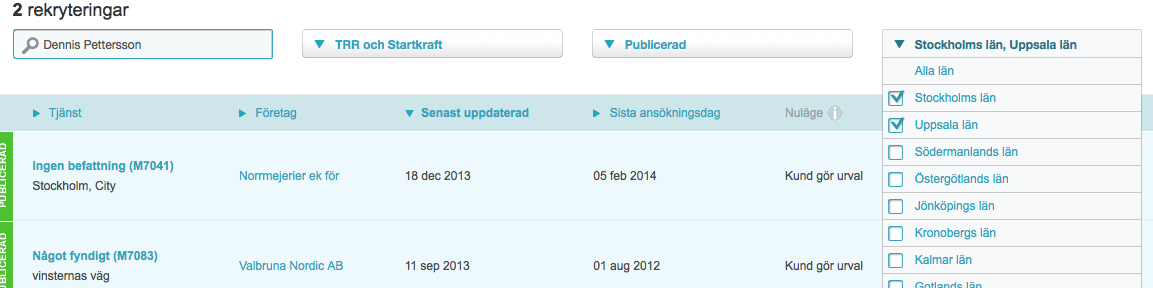 2 rekryteringar
Dennis Pettersson
TRR och Startkraft
Publicerad
Stockholms län, Uppsala län
Alla län
Stockholms län
Uppsala län
Södermanlands län
Östergötlands län
Jönköpings län
Kronobergs län
Kalmar län
Gotlands län
Tjänst
Företag
Senast uppdaterad
Sista ansökningsdag
Nuläge
PUBLICERAD
Ingen befattning (M7041)
Stockholm, City
Norrmejerier ek för
18 dec 2013
05 feb 2014
Kund gör urval
PUBLICERAD
Något fyndigt (M7083)
vinsternas väg
Valbruna Nordic AB
11 sep 2013
01 aug 2012
Kund gör urval